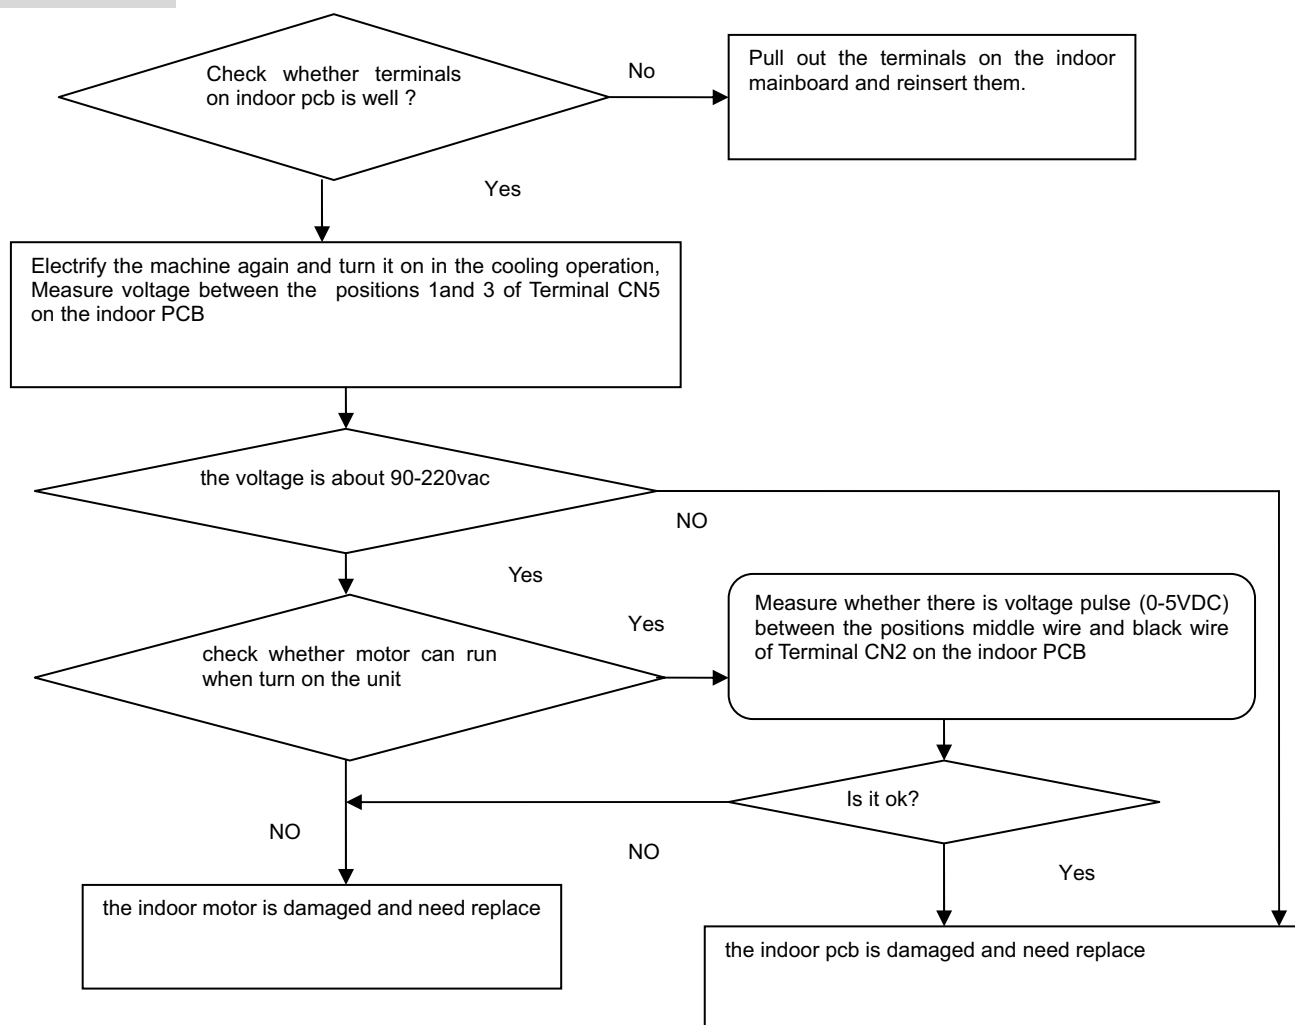 Check whether terminals
on indoor pcb is well ?
No
Pull out the terminals on the indoor
mainboard and reinsert them.
Yes
Electrify the machine again and turn it on in the cooling operation,
Measure voltage between the positions 1and 3 of Terminal CN5
on the indoor PCB
the voltage is about 90-220vac
NO
Yes
check whether motor can run
when turn on the unit
Yes
Measure whether there is voltage pulse (0-5VDC)
between the positions middle wire and black wire
of Terminal CN2 on the indoor PCB
Is it ok?
NO
NO
Yes
the indoor motor is damaged and need replace
the indoor pcb is damaged and need replace